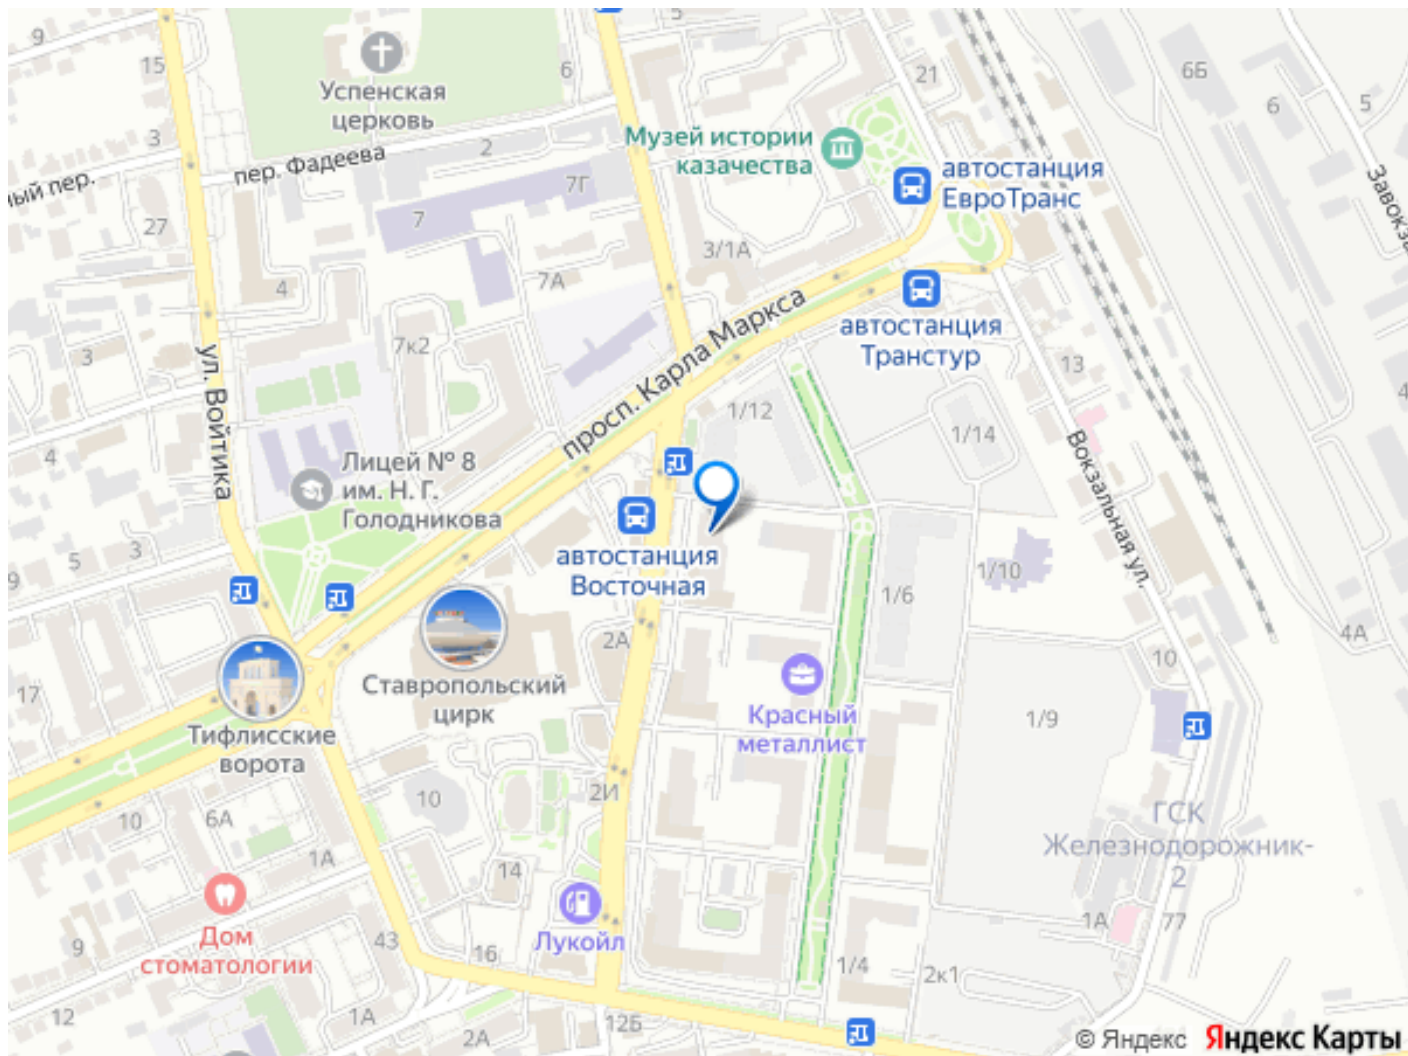 9
5
15
21
6Б
6
5
6
Успенская
церковь
3
2
Музей истории
казачества
автостанция
ЕвроТранс
пер. Фадеева
ный пер.
7Г
7
27
3/1А
7А
4
3
7к2
ул. Войтика
просп. Карла Маркса
автостанция
Транстур
13
1/12
1/14
4
4
Лицей № 8
им. Н. Г.
Голодникова
Вокзальная ул.
5
3
9
автостанция
Восточная
1/10
1/6
2А
4А
10
17
Ставропольский
цирк
Тифлисские
ворота
Красный
металлист
1/9
10
2И
10
6А
1А
14
ГСК
Железнодорожник-
2
1А
77
Дом
стоматологии
9
43
16
Лукойл
1/4
2к1
12
1А
2А
12Б
© Яндекс Яндекс Карты